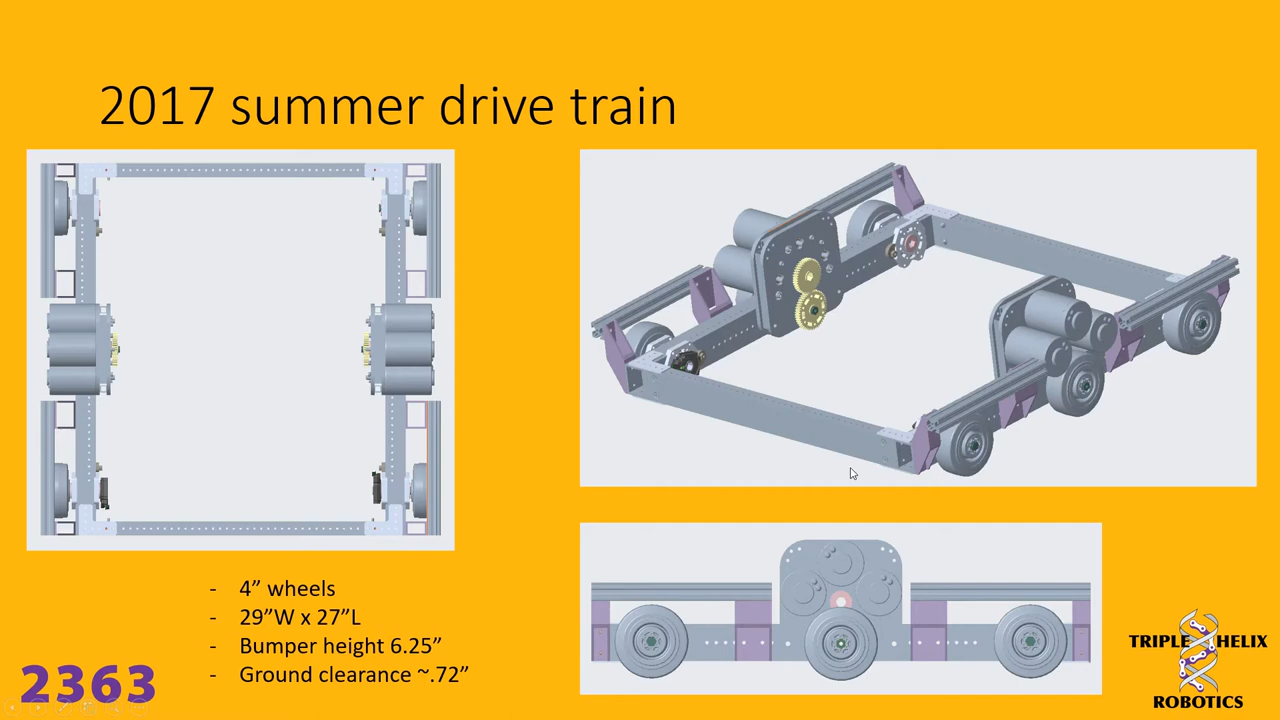 2017 summer drive train
- 4” wheels
- 29”W x 27”L
- Bumper height 6.25”
- Ground clearance ~.72”
2363
TRIPLE HELIX
ROBOTICS